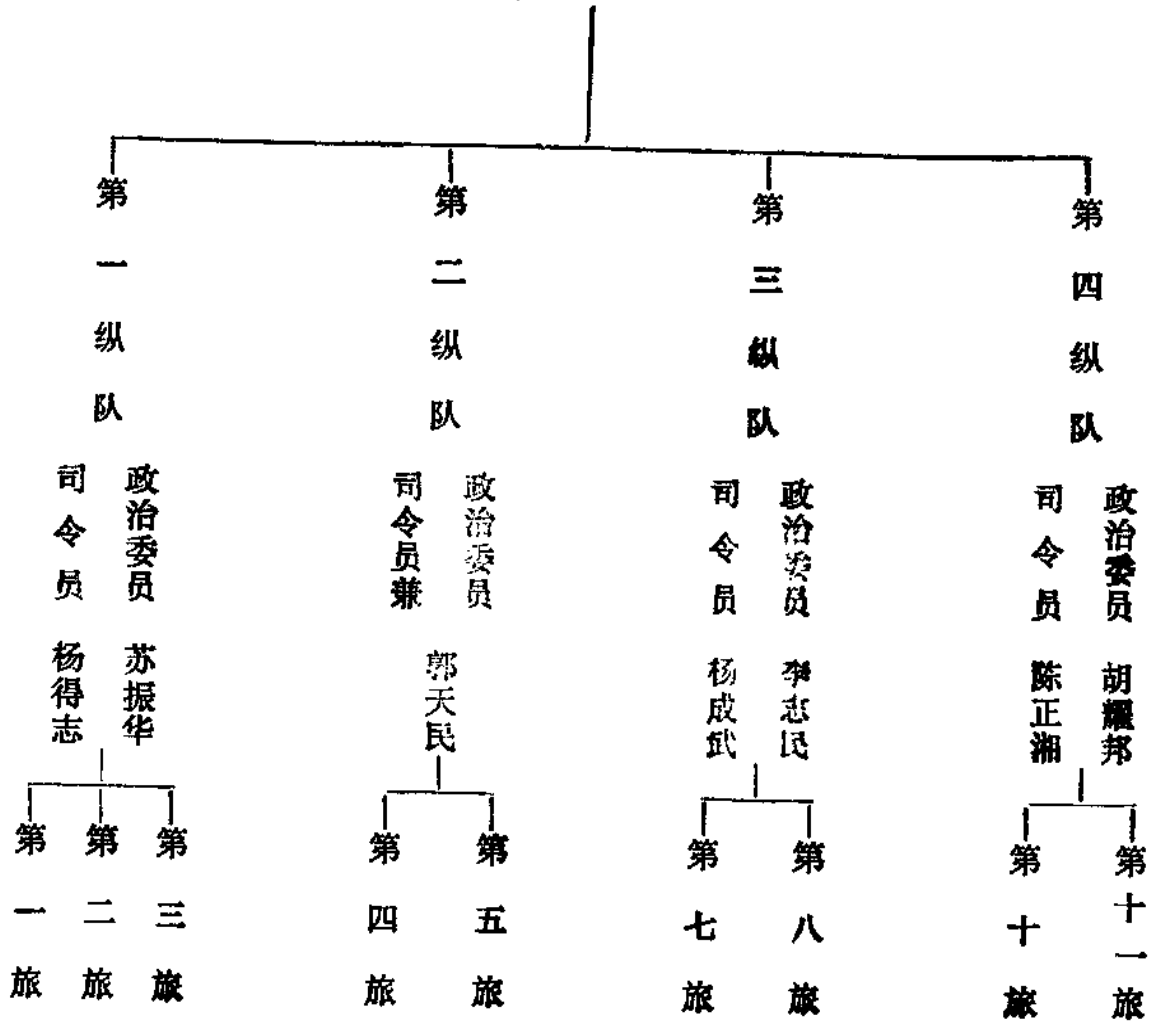 第一纵队
第二纵队
第三纵队
第四纵队
司令员 杨得志
政治委员 苏振华
司令员兼
政治委员
郭天民
司令员 杨成武
政治委员 李志民
司令员 陈正湘
政治委员 胡耀邦
第一旅
第二旅
第三旅
第四旅
第五旅
第七旅
第八旅
第十旅
第十一旅